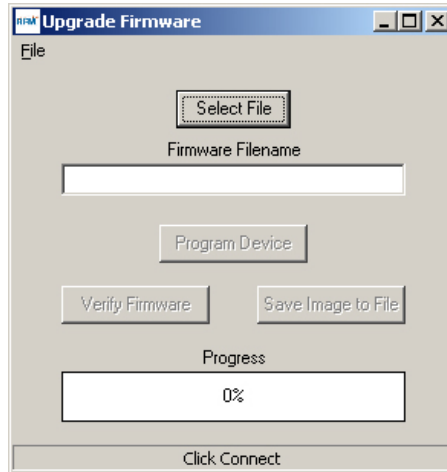 RFM Upgrade Firmware
File
Select File
Firmware Filename
Program Device
Verify Firmware Save Image to File
Progress
0%
Click Connect